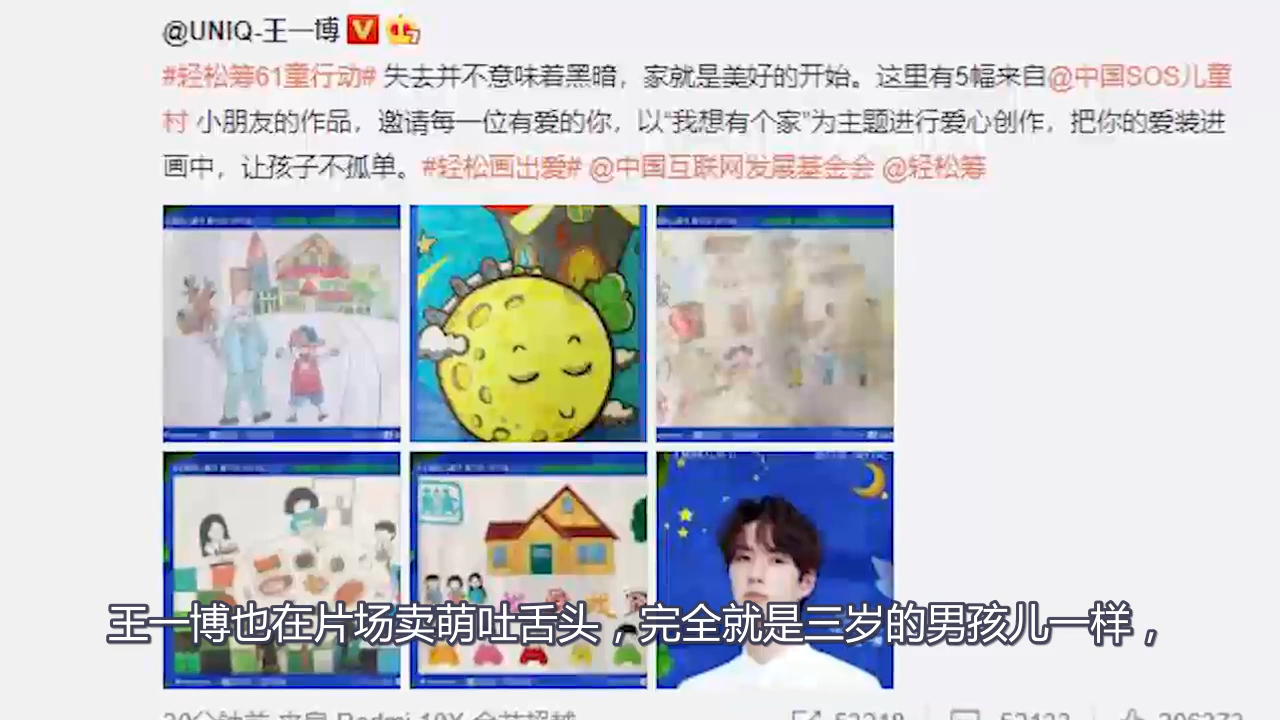 @UNIQ-王一博
#轻松筹61童行动# 失去并不意味着黑暗，家就是美好的开始。这里有5幅来自@中国SOS儿童
村 小朋友的作品，邀请每一位有爱的你，以“我想有个家”为主题进行爱心创作，把你的爱装进
画中，让孩子不孤单。#轻松画出爱# @中国互联网发展基金会 @轻松筹
王一博也在片场卖萌吐舌头，完全就是三岁的男孩儿一样，